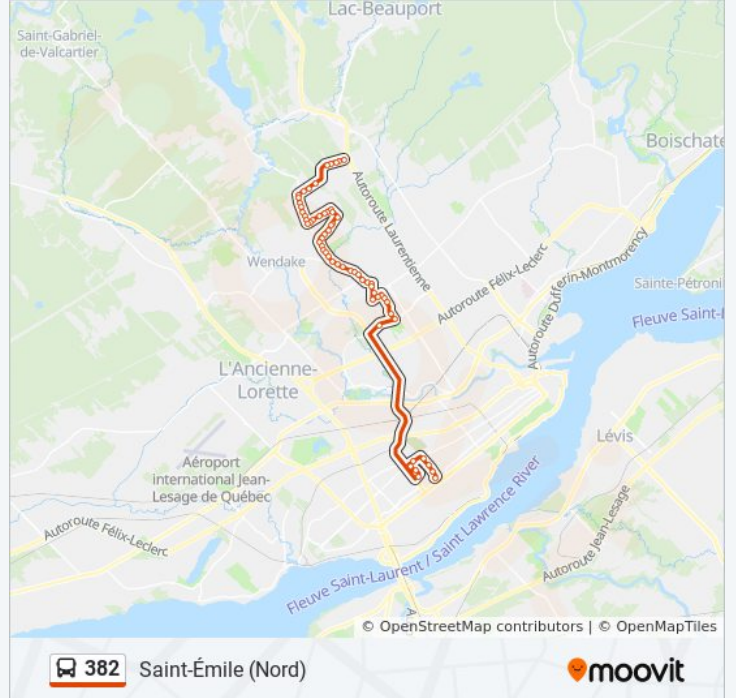 Lac-Beauport
Saint-Gabriel-
de-Valcartier
Boischate
Autoroute Laurentienne
Wendake
Autoroute Félix-Leclerc
Autoroute Dufferin-Montmorency
Sainte-Pétroni
Fleuve Saint-L
L'Ancienne-
Lorette
Lévis
Aéroport
international Jean-
Lesage de Québec
Autoroute Félix-Leclerc
Fleuve Saint-Laurent / Saint Lawrence River
Autoroute Jean-Lesage
A
© OpenStreetMap contributors | © OpenMapTiles
382 Saint-Émile (Nord)
moovit